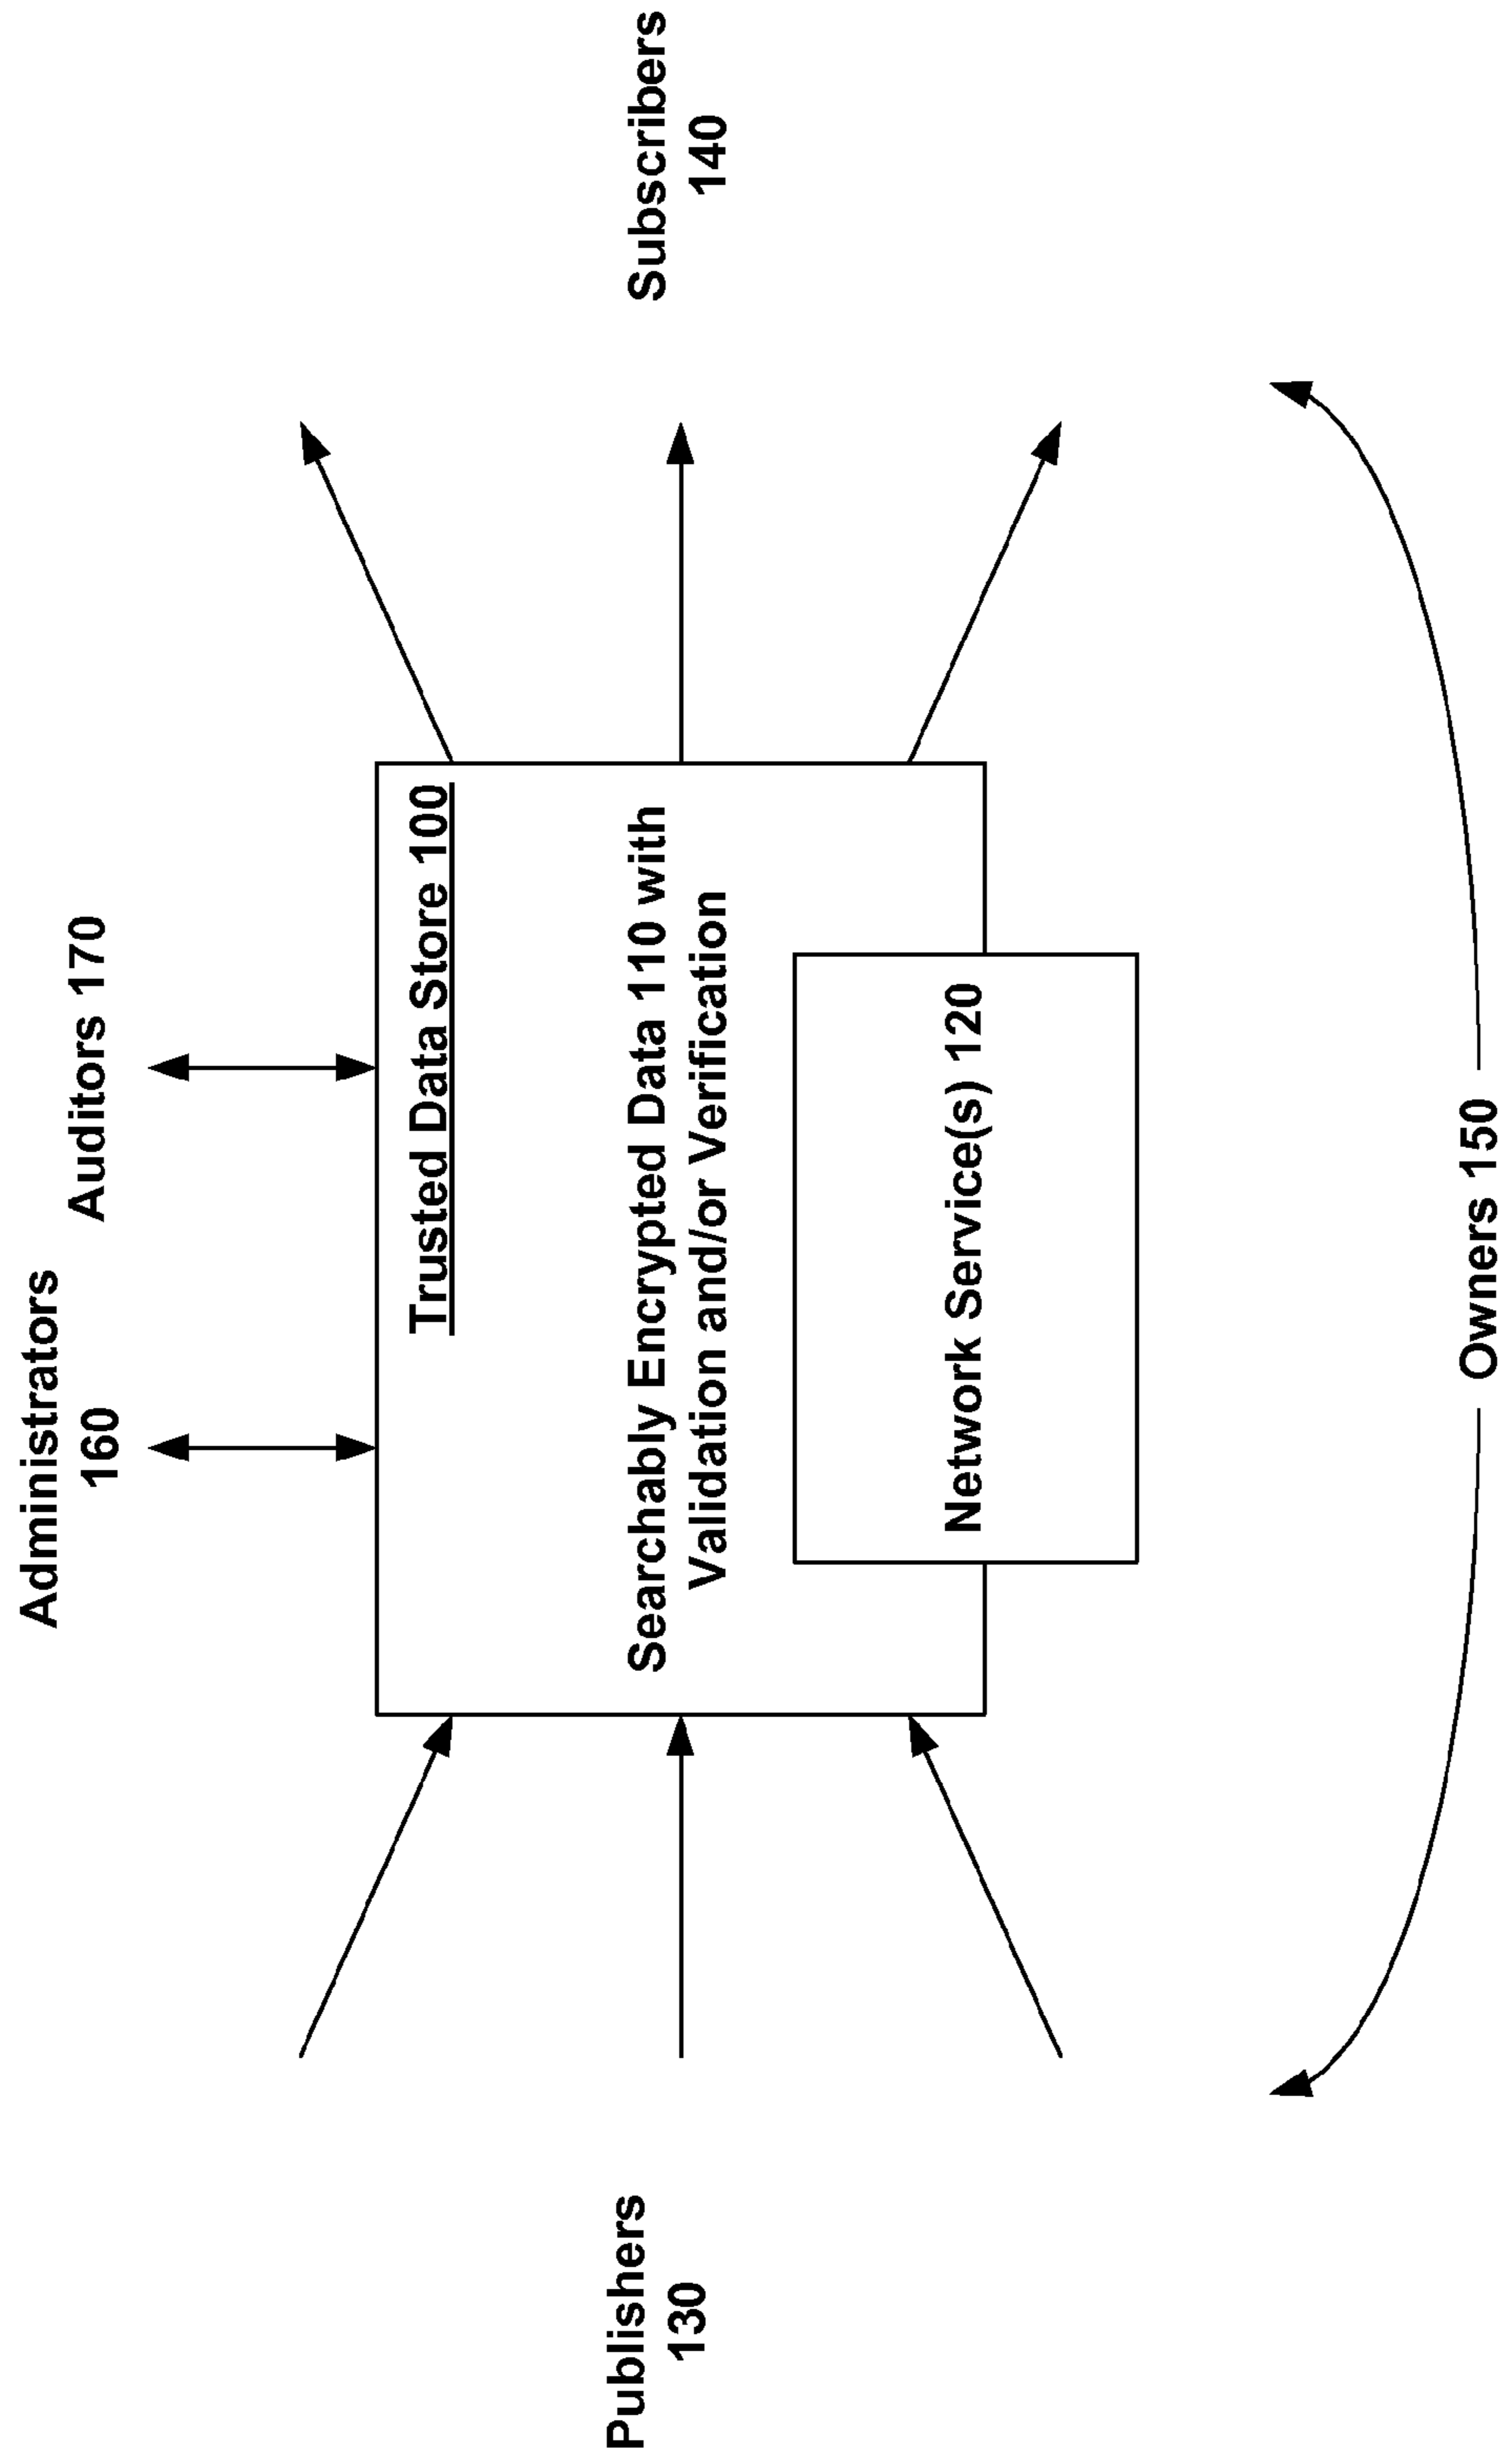 Administrators
160
Auditors 170
Trusted Data Store 100
Searchably Encrypted Data 110 with
Validation and/or Verification
Network Service(s) 120
Publishers
130
Subscribers
140
Owners 150